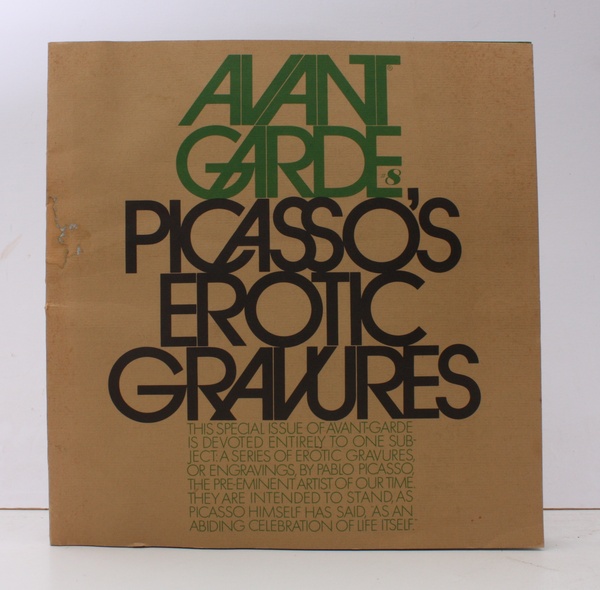 AVANT
GARDE
#8
PICASSO'S
EROTIC
GRAVURES
THIS SPECIAL ISSUE OF AVANT-GARDE
IS DEVOTED ENTIRELY TO ONE SUB-
JECT: A SERIES OF EROTIC GRAVURES,
OR ENGRAVINGS, BY PABLO PICASSO,
THE PRE-EMINENT ARTIST OF OUR TIME.
THEY ARE INTENDED TO STAND, AS
PICASSO HIMSELF HAS SAID, AS AN
ABIDING CELEBRATION OF LIFE ITSELF.